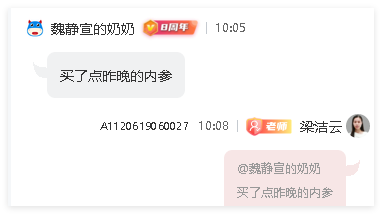 魏静宣的奶奶 8周年 10:05
买了点昨晚的内参
A1120619060027 10:08 老师 梁洁云
@魏静宣的奶奶
买了点昨晚的内参